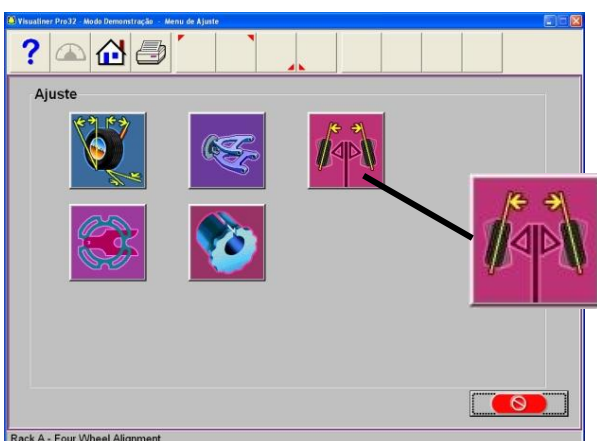 Visualiner Pro32 - Modo Demonstração - Menu de Ajuste
?
Ajuste
Rack A - Four Wheel Alignment